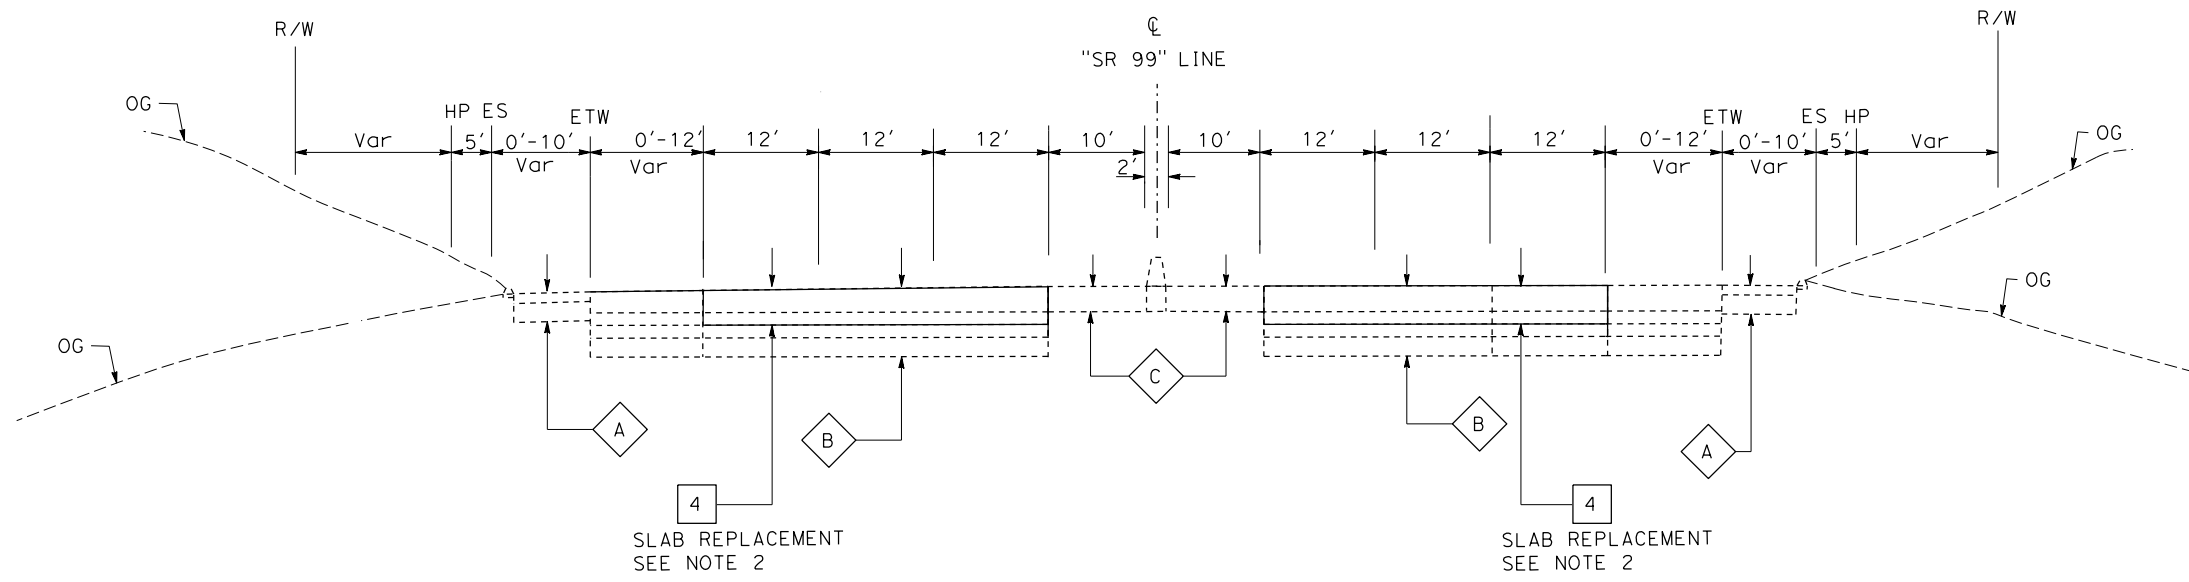 ℄
"SR 99" LINE
R/W
R/W
OG
HP ES
ETW
ETW
ES HP
OG
Var
5'
0'-10'
Var
0'-12'
Var
12'
12'
12'
10'
2'
10'
12'
12'
12'
0'-12'
Var
0'-10'
Var
5'
Var
OG
OG
C
A
B
B
A
4
SLAB REPLACEMENT
SEE NOTE 2
4
SLAB REPLACEMENT
SEE NOTE 2